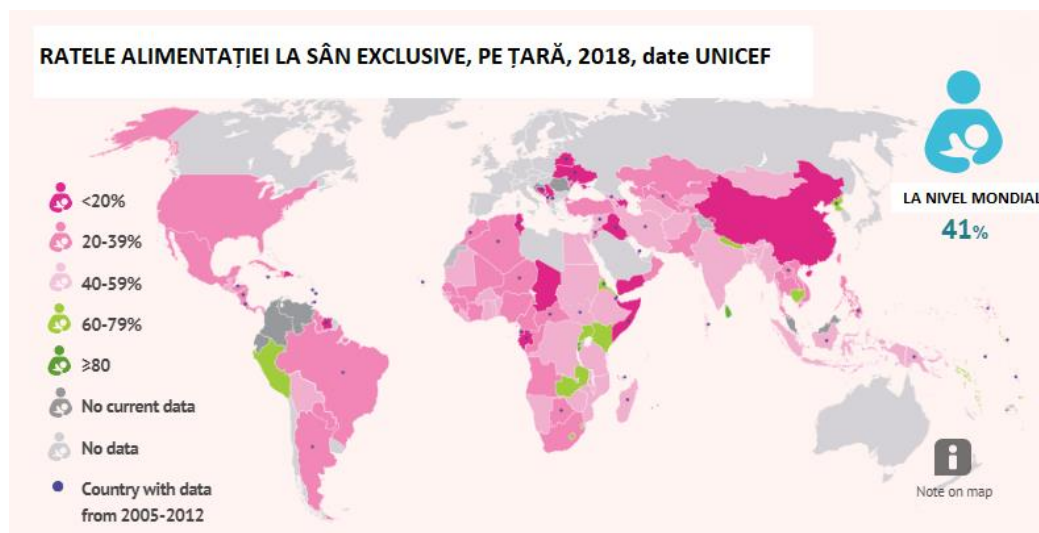 RATELE ALIMENTAȚIEI LA SÂN EXCLUSIVE, PE ȚARĂ, 2018, date UNICEF
<20%
20-39%
40-59%
60-79%
≥80
No current data
No data
Country with data
from 2005-2012
LA NIVEL MONDIAL
41%
i
Note on map